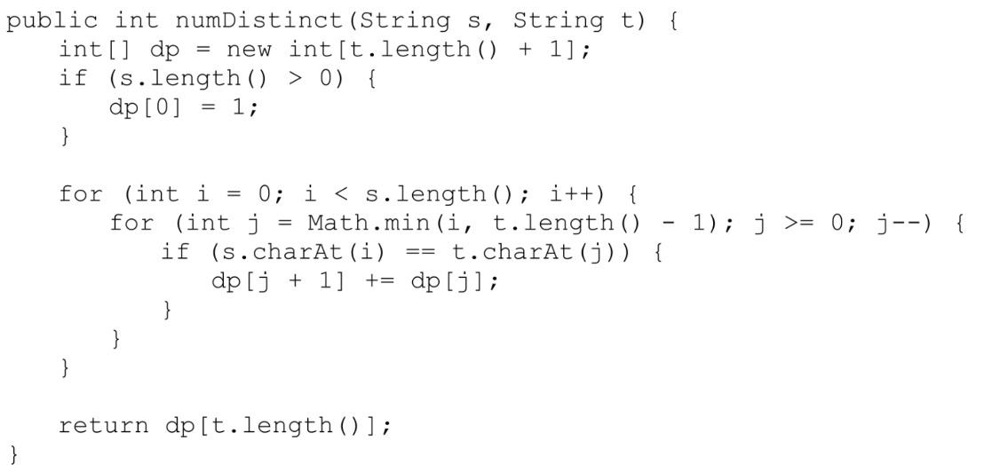 public int numDistinct(String s, String t) {
    int[] dp = new int[t.length() + 1];
    if (s.length() > 0) {
        dp[0] = 1;
    }

    for (int i = 0; i < s.length(); i++) {
        for (int j = Math.min(i, t.length() - 1); j >= 0; j--) {
            if (s.charAt(i) == t.charAt(j)) {
                dp[j + 1] += dp[j];
            }
        }
    }

    return dp[t.length()];
}